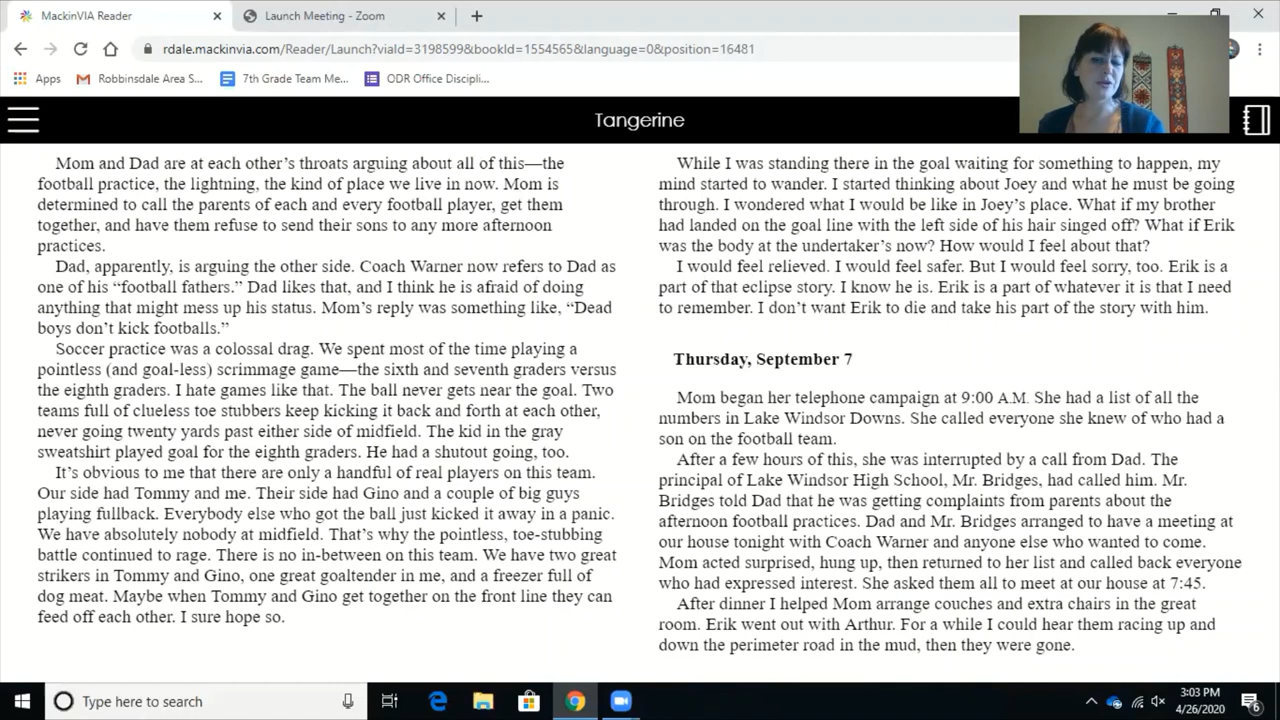 MackinVIA Reader
Launch Meeting - Zoom
rdale.mackinvia.com/Reader/Launch?viaId=3198599&bookId=1554565&language=0&position=16481
Apps
Robbinsdale Area S...
7th Grade Team Me...
ODR Office Discipli...
Tangerine
Mom and Dad are at each other’s throats arguing about all of this—the
football practice, the lightning, the kind of place we live in now. Mom is
determined to call the parents of each and every football player, get them
together, and have them refuse to send their sons to any more afternoon
practices.
Dad, apparently, is arguing the other side. Coach Warner now refers to Dad as
one of his “football fathers.” Dad likes that, and I think he is afraid of doing
anything that might mess up his status. Mom’s reply was something like, “Dead
boys don’t kick footballs.”
Soccer practice was a colossal drag. We spent most of the time playing a
pointless (and goal-less) scrimmage game—the sixth and seventh graders versus
the eighth graders. I hate games like that. The ball never gets near the goal. Two
teams full of clueless toe stubbers keep kicking it back and forth at each other,
never going twenty yards past either side of midfield. The kid in the gray
sweatshirt played goal for the eighth graders. He had a shutout going, too.
It’s obvious to me that there are only a handful of real players on this team.
Our side had Tommy and me. Their side had Gino and a couple of big guys
playing fullback. Everybody else who got the ball just kicked it away in a panic.
We have absolutely nobody at midfield. That’s why the pointless, toe-stubbing
battle continued to rage. There is no in-between on this team. We have two great
strikers in Tommy and Gino, one great goaltender in me, and a freezer full of
dog meat. Maybe when Tommy and Gino get together on the front line they can
feed off each other. I sure hope so.
While I was standing there in the goal waiting for something to happen, my
mind started to wander. I started thinking about Joey and what he must be going
through. I wondered what I would be like in Joey’s place. What if my brother
had landed on the goal line with the left side of his hair singed off? What if Erik
was the body at the undertaker’s now? How would I feel about that?
I would feel relieved. I would feel safer. But I would feel sorry, too. Erik is a
part of that eclipse story. I know he is. Erik is a part of whatever it is that I need
to remember. I don’t want Erik to die and take his part of the story with him.
Thursday, September 7
Mom began her telephone campaign at 9:00 A.M. She had a list of all the
numbers in Lake Windsor Downs. She called everyone she knew of who had a
son on the football team.
After a few hours of this, she was interrupted by a call from Dad. The
principal of Lake Windsor High School, Mr. Bridges, had called him. Mr.
Bridges told Dad that he was getting complaints from parents about the
afternoon football practices. Dad and Mr. Bridges arranged to have a meeting at
our house tonight with Coach Warner and anyone else who wanted to come.
Mom acted surprised, hung up, then returned to her list and called back everyone
who had expressed interest. She asked them all to meet at our house at 7:45.
After dinner I helped Mom arrange couches and extra chairs in the great
room. Erik went out with Arthur. For a while I could hear them racing up and
down the perimeter road in the mud, then they were gone.
Type here to search
3:03 PM
4/26/2020
6